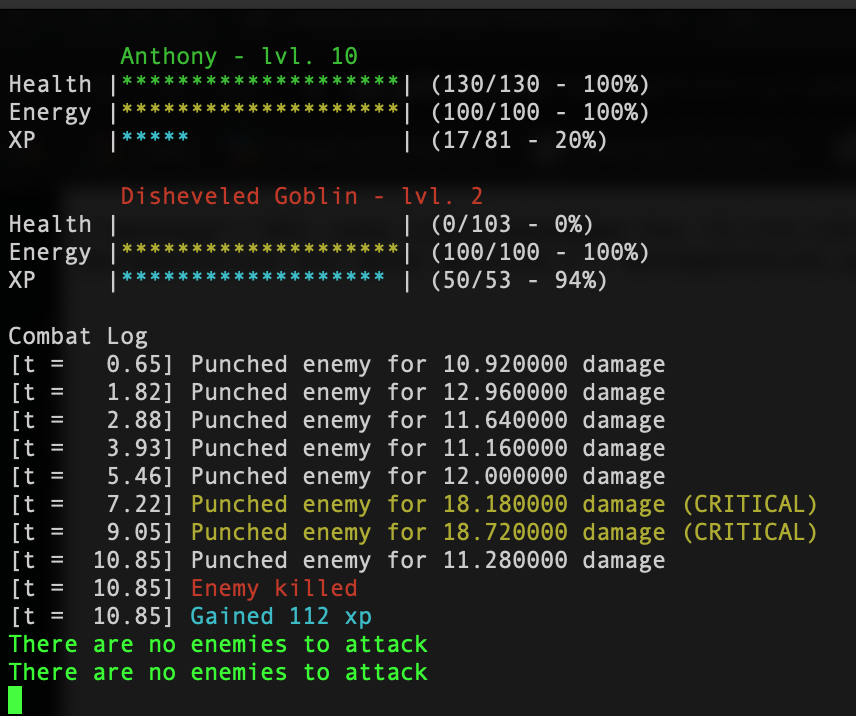 Anthony - lvl. 10
Health |********************| (130/130 - 100%)
Energy |********************| (100/100 - 100%)
XP     |*****               | (17/81 - 20%)
Disheveled Goblin - lvl. 2
Health |                    | (0/103 - 0%)
Energy |********************| (100/100 - 100%)
XP     |******************* | (50/53 - 94%)
Combat Log
[t =   0.65] Punched enemy for 10.920000 damage
[t =   1.82] Punched enemy for 12.960000 damage
[t =   2.88] Punched enemy for 11.640000 damage
[t =   3.93] Punched enemy for 11.160000 damage
[t =   5.46] Punched enemy for 12.000000 damage
[t =   7.22] Punched enemy for 18.180000 damage (CRITICAL)
[t =   9.05] Punched enemy for 18.720000 damage (CRITICAL)
[t =  10.85] Punched enemy for 11.280000 damage
[t =  10.85] Enemy killed
[t =  10.85] Gained 112 xp
There are no enemies to attack
There are no enemies to attack